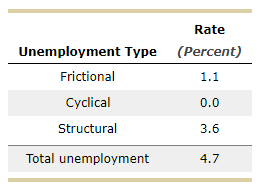 Rate
Unemployment Type (Percent)
Frictional 1.1
Cyclical 0.0
Structural 3.6
Total unemployment 4.7